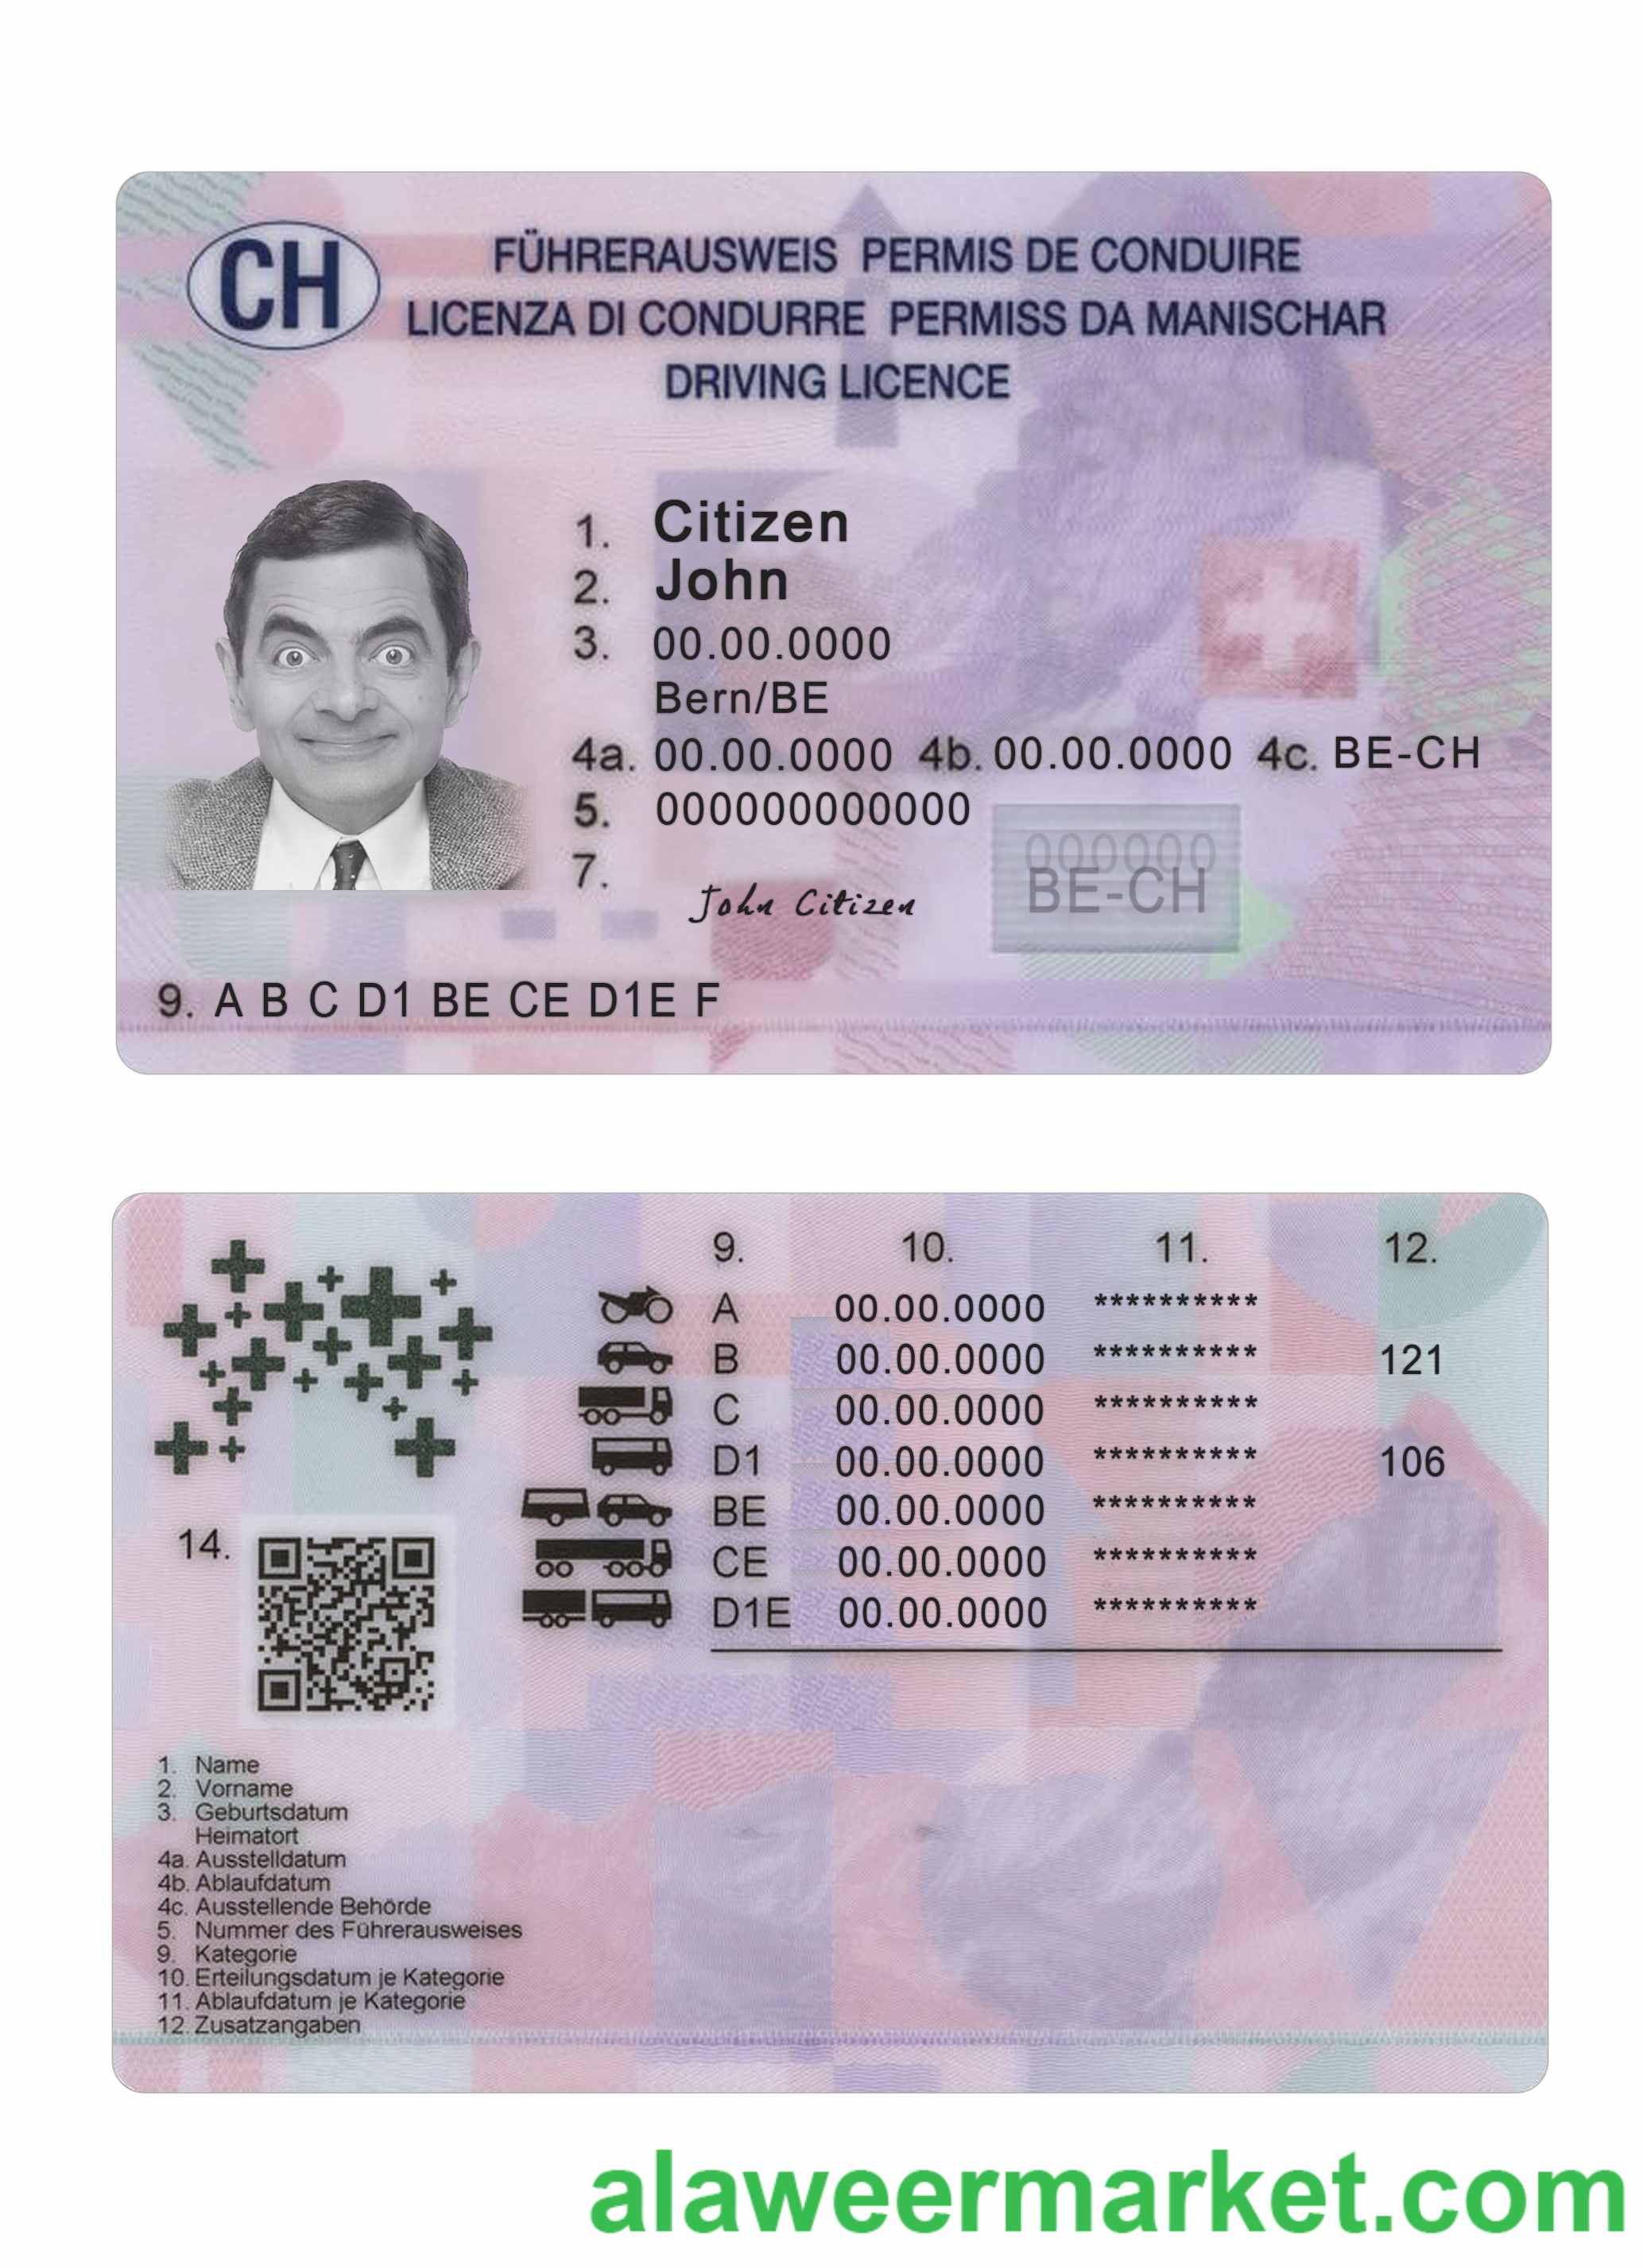 CH
FÜHRERAUSWEIS PERMIS DE CONDUIRE
LICENZA DI CONDURRE PERMISS DA MANISCHAR
DRIVING LICENCE
1. Citizen
2. John
3. 00.00.0000
Bern/BE
4a. 00.00.0000 4b. 00.00.0000 4c. BE-CH
5. 000000000000
000000
BE-CH
7. John Citizen
9. A B C D1 BE CE D1E F
9. 10. 11. 12.
A 00.00.0000 **********
B 00.00.0000 ********** 121
C 00.00.0000 **********
D1 00.00.0000 ********** 106
BE 00.00.0000 **********
CE 00.00.0000 **********
D1E 00.00.0000 **********
14.
1. Name
2. Vorname
3. Geburtsdatum
Heimatort
4a. Ausstelldatum
4b. Ablaufdatum
4c. Ausstellende Behörde
5. Nummer des Führerausweises
9. Kategorie
10. Erteilungsdatum je Kategorie
11. Ablaufdatum je Kategorie
12. Zusatzangaben
alaweermarket.com